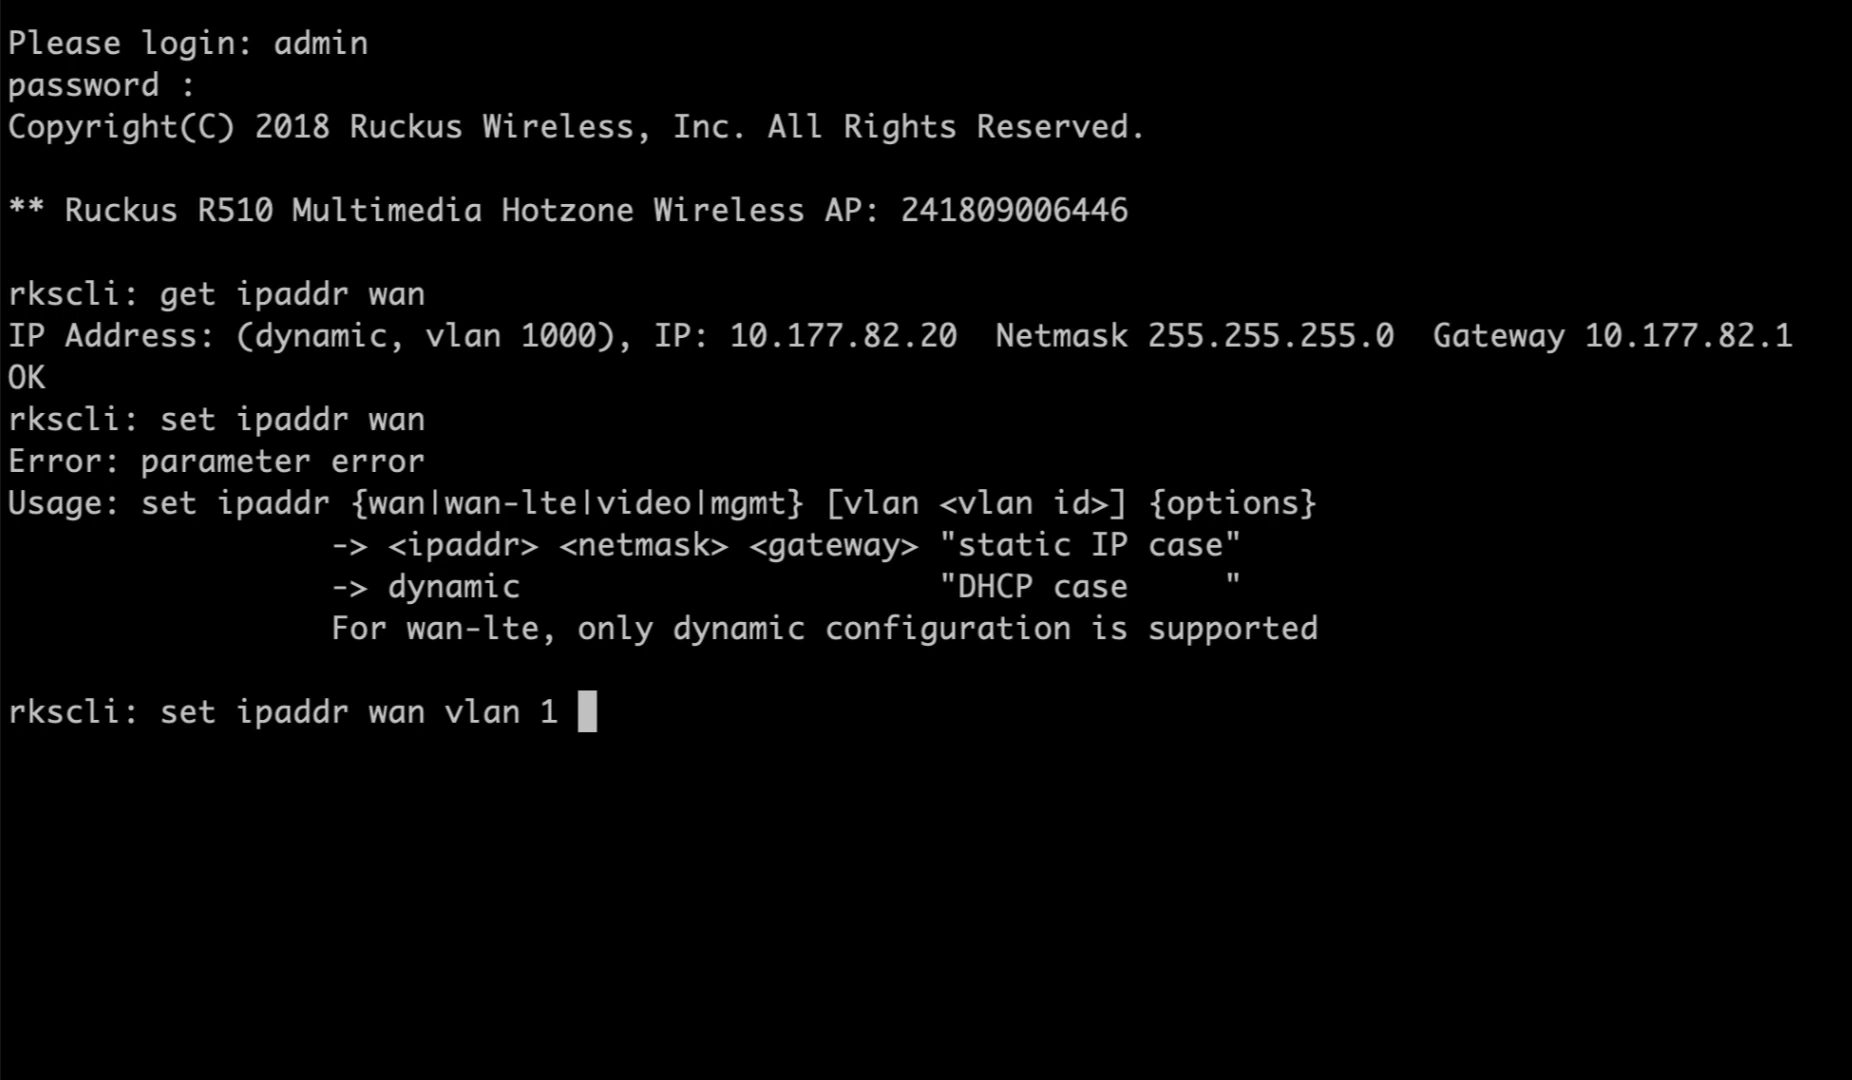 Please login: admin
password :
Copyright(C) 2018 Ruckus Wireless, Inc. All Rights Reserved.
** Ruckus R510 Multimedia Hotzone Wireless AP: 241809006446
rkscli: get ipaddr wan
IP Address: (dynamic, vlan 1000), IP: 10.177.82.20  Netmask 255.255.255.0  Gateway 10.177.82.1
OK
rkscli: set ipaddr wan
Error: parameter error
Usage: set ipaddr {wan|wan-lte|video|mgmt} [vlan <vlan id>] {options}
-> <ipaddr> <netmask> <gateway> "static IP case"
-> dynamic                      "DHCP case     "
For wan-lte, only dynamic configuration is supported
rkscli: set ipaddr wan vlan 1